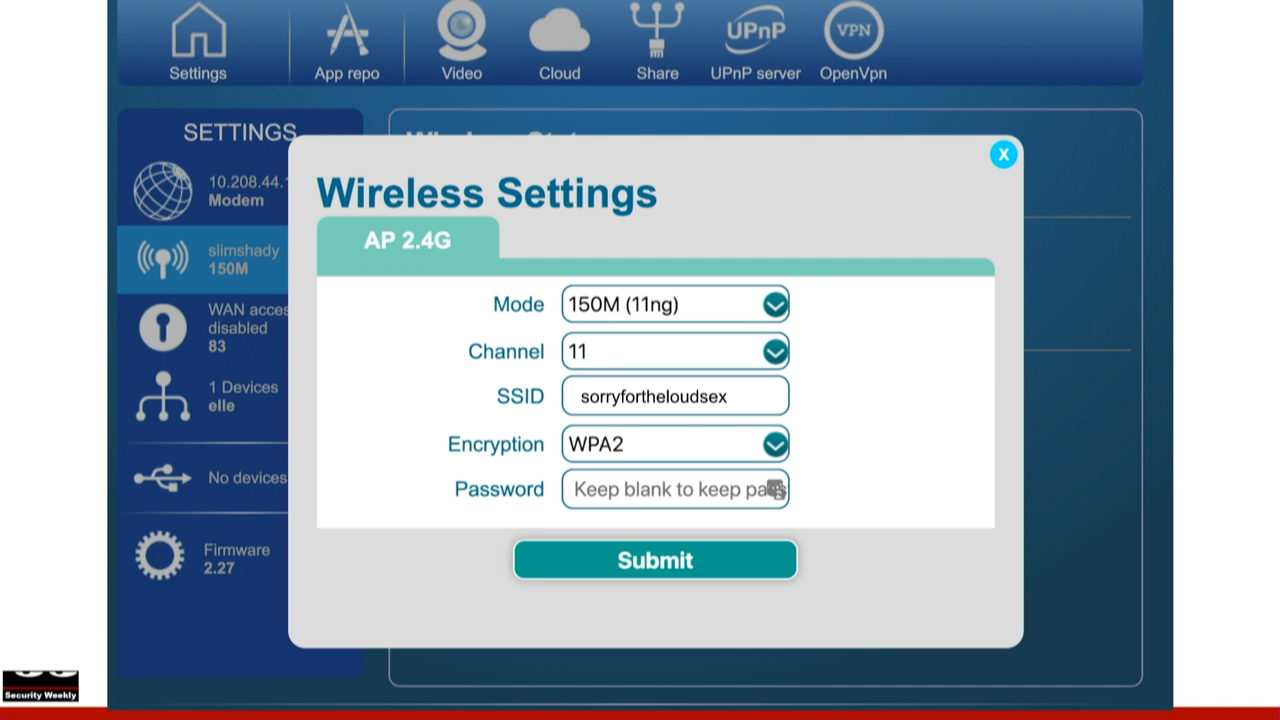 Settings
App repo
Video
Cloud
Share
UPnP
UPnP server
VPN
OpenVpn
SETTINGS
10.208.44.
Modem
slimshady
150M
WAN acces
disabled
83
1 Devices
elle
No devices
Firmware
2.27
X
Wireless Settings
AP 2.4G
Mode 150M (11ng)
Channel 11
SSID sorryfortheloudsex
Encryption WPA2
Password Keep blank to keep pa
Submit
Security Weekly